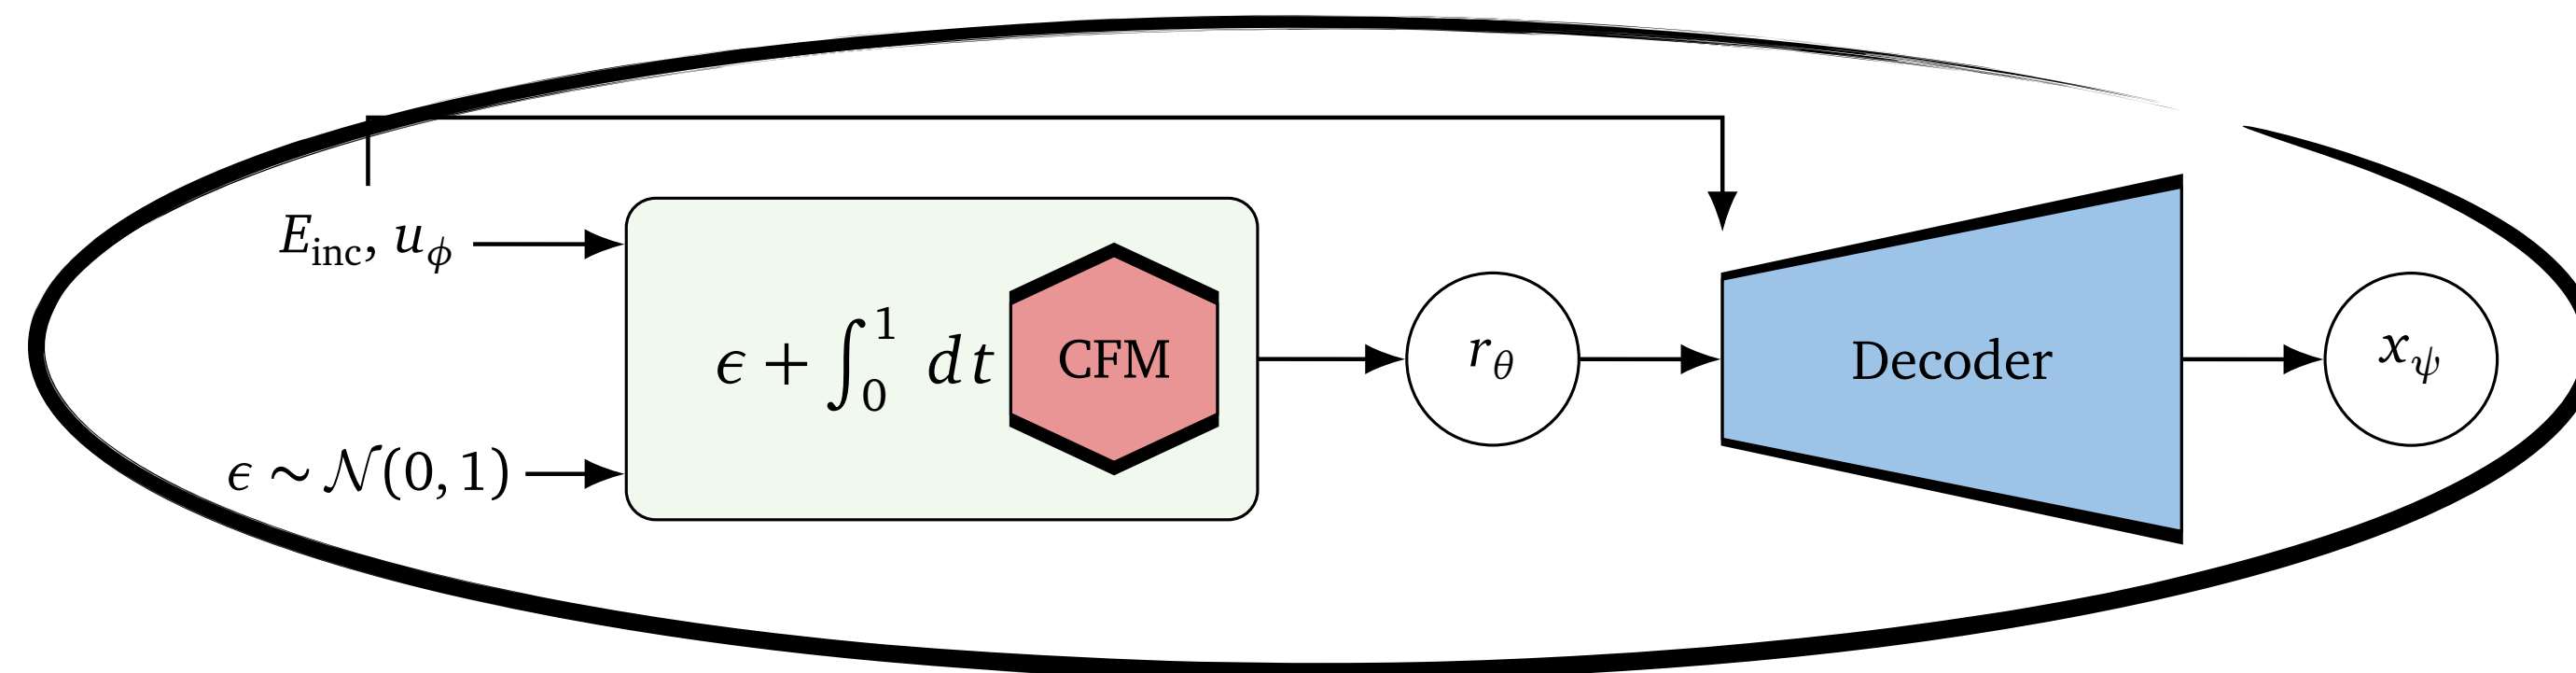 E_inc, u_ϕ
ϵ ∼ 𝒩(0, 1)
ϵ + ∫_0^1 dt CFM
r_θ
Decoder
x_ψ